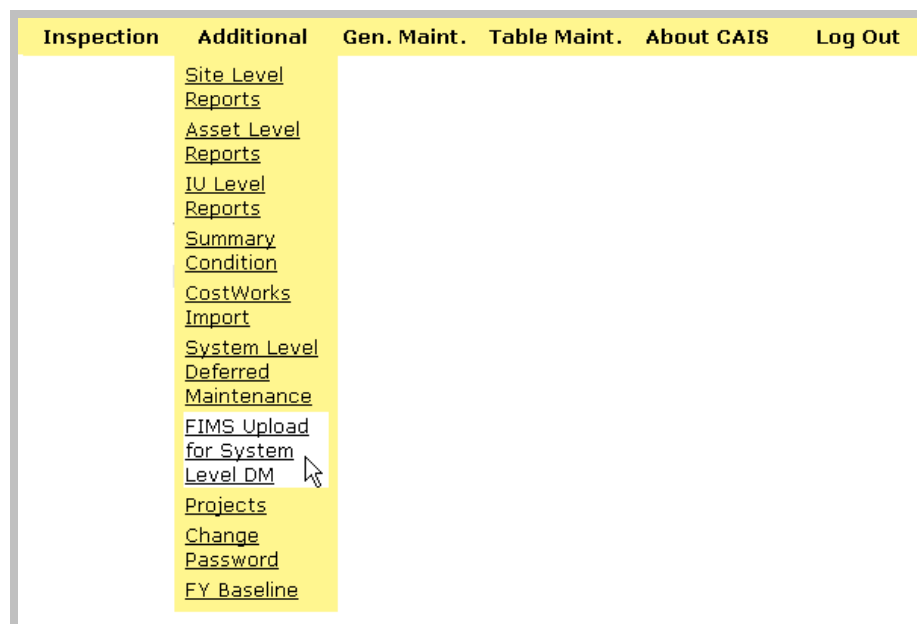 Inspection Additional Gen. Maint. Table Maint. About CAIS Log Out
Site Level
Reports
Asset Level
Reports
IU Level
Reports
Summary
Condition
CostWorks
Import
System Level
Deferred
Maintenance
FIMS Upload
for System
Level DM
Projects
Change
Password
FY Baseline